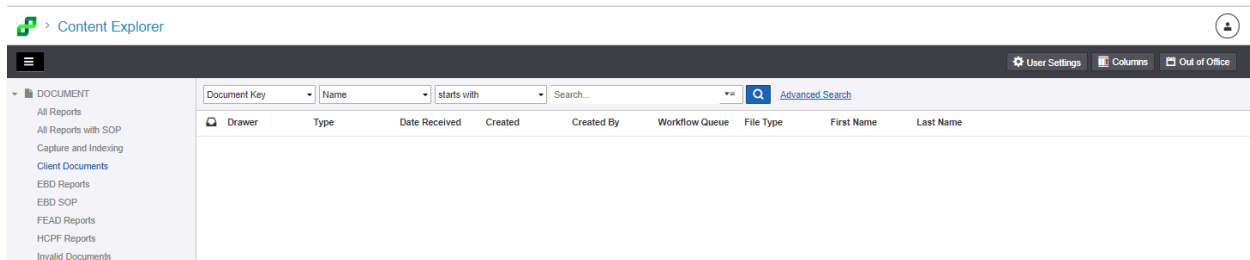 > Content Explorer
User Settings Columns Out of Office
DOCUMENT
All Reports
All Reports with SOP
Capture and Indexing
Client Documents
EBD Reports
EBD SOP
FEAD Reports
HCPF Reports
Invalid Documents
Document Key Name starts with Search... Advanced Search
Drawer Type Date Received Created Created By Workflow Queue File Type First Name Last Name